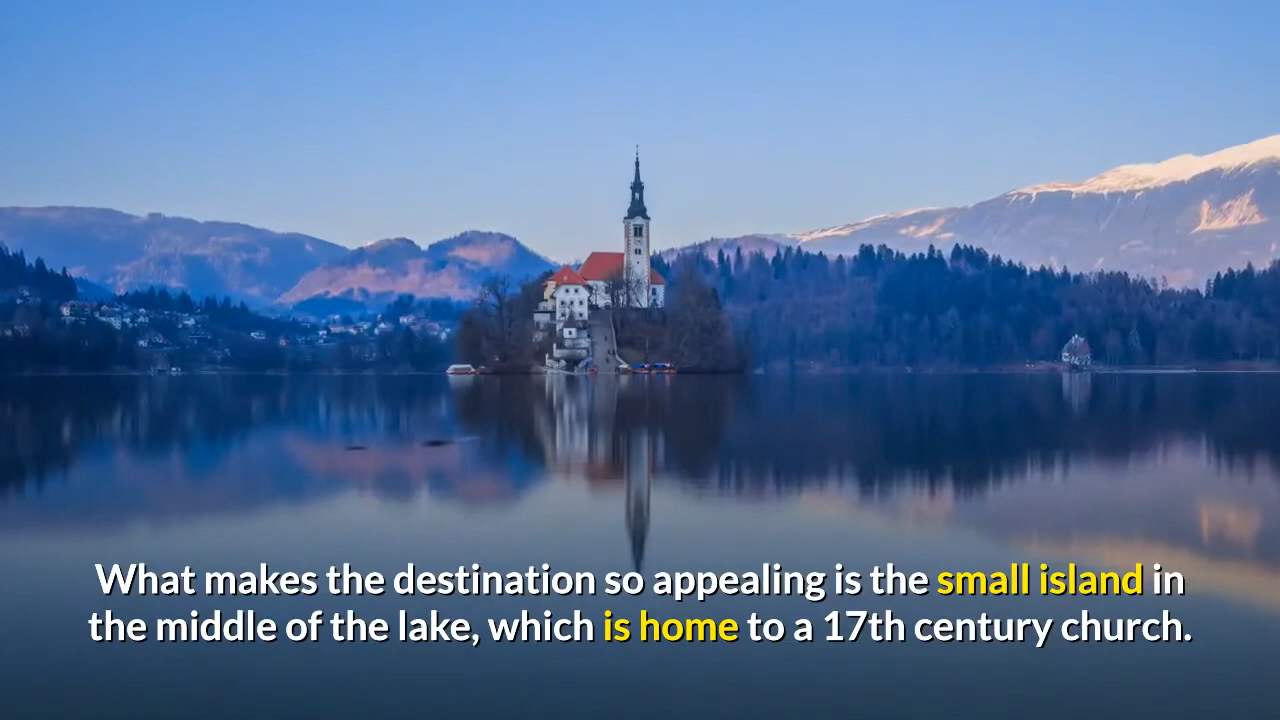 What makes the destination so appealing is the small island in
the middle of the lake, which is home to a 17th century church.